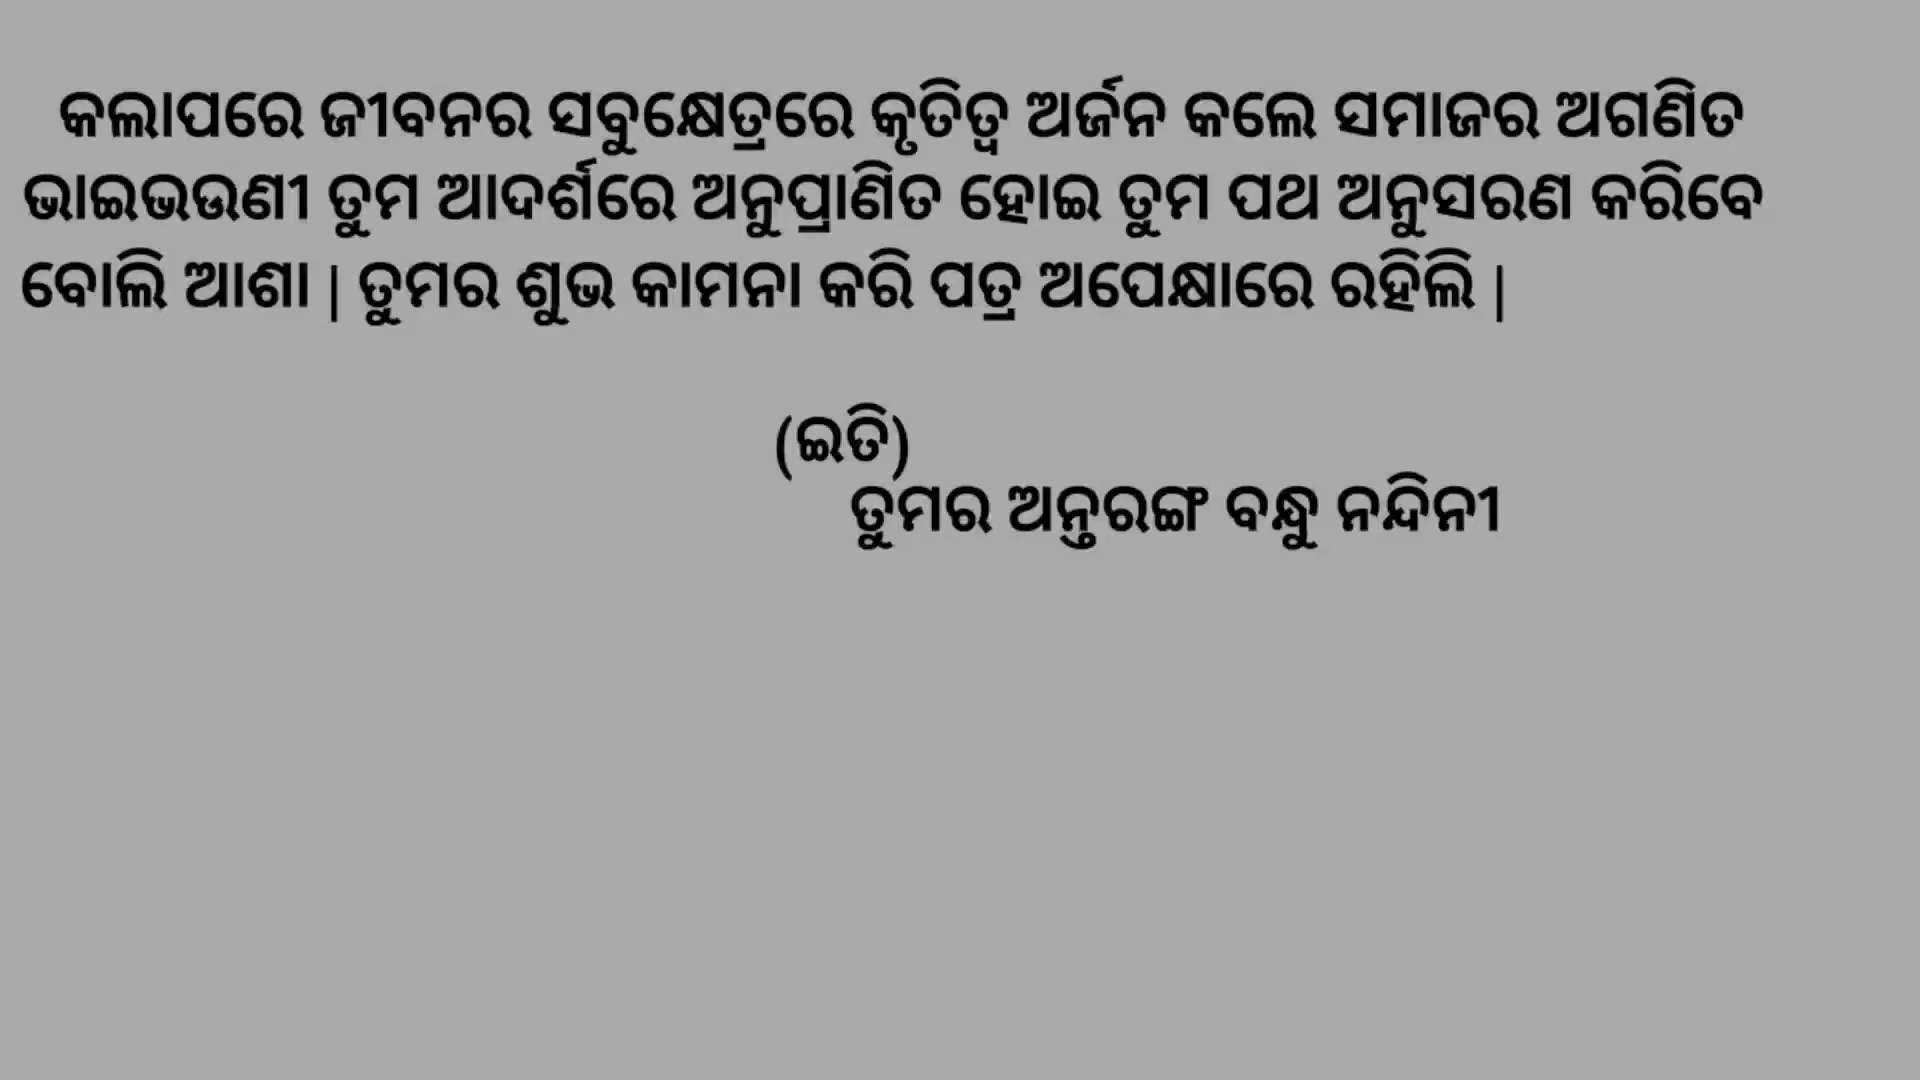 କଲାପରେ ଜୀବନର ସବୁକ୍ଷେତ୍ରରେ କୃତିତ୍ୱ ଅର୍ଜନ କଲେ ସମାଜର ଅଗଣିତ
ଭାଇଭଉଣୀ ତୁମ ଆଦର୍ଶରେ ଅନୁପ୍ରାଣିତ ହୋଇ ତୁମ ପଥ ଅନୁସରଣ କରିବେ
ବୋଲି ଆଶା | ତୁମର ଶୁଭ କାମନା କରି ପତ୍ର ଅପେକ୍ଷାରେ ରହିଲି |
(ଇତି)
ତୁମର ଅନ୍ତରଙ୍ଗ ବନ୍ଧୁ ନନ୍ଦିନୀ